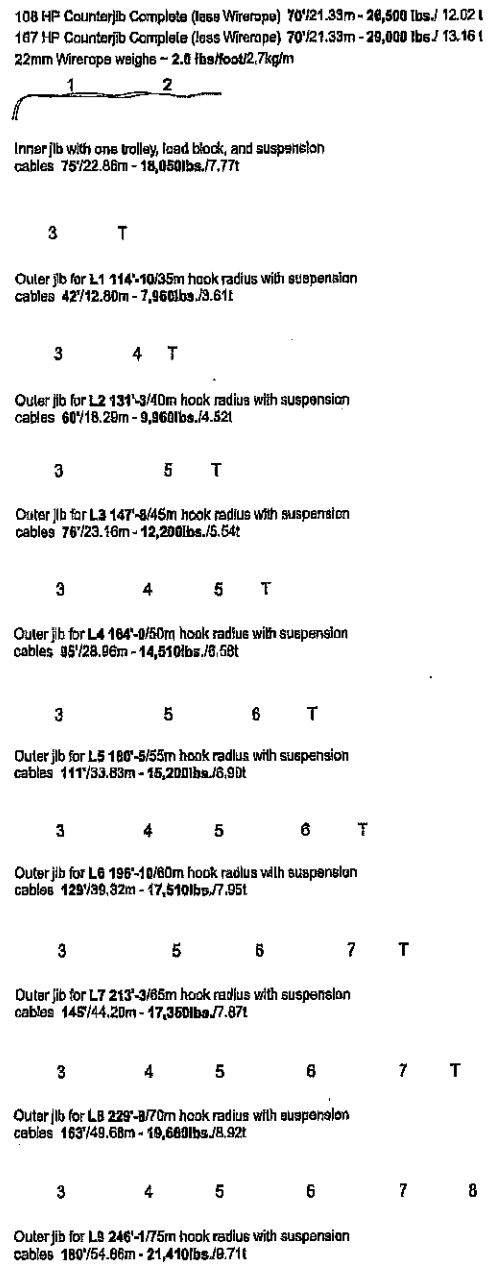 108 HP Counterjib Complete (less Wirerope) 70'/21.33m - 26,500 lbs./ 12.02 t
167 HP Counterjib Complete (less Wirerope) 70'/21.33m - 29,000 lbs./ 13.16 t
22mm Wirerope weighs ~ 2.6 lbs/foot/2.7kg/m
1 2
Inner jib with one trolley, load block, and suspension
cables 75'/22.86m - 18,050lbs./7.77t
3 T
Outer jib for L1 114'-10/35m hook radius with suspension
cables 42'/12.80m - 7,960lbs./3.61t
3 4 T
Outer jib for L2 131'-3/40m hook radius with suspension
cables 60'/18.29m - 9,960lbs./4.52t
3 5 T
Outer jib for L3 147'-8/45m hook radius with suspension
cables 76'/23.16m - 12,200lbs./5.54t
3 4 5 T
Outer jib for L4 164'-0/50m hook radius with suspension
cables 95'/28.96m - 14,510lbs./6.58t
3 5 6 T
Outer jib for L5 180'-5/55m hook radius with suspension
cables 111'/33.83m - 15,200lbs./6.90t
3 4 5 6 T
Outer jib for L6 196'-10/60m hook radius with suspension
cables 129'/39.32m - 17,510lbs./7.95t
3 5 6 7 T
Outer jib for L7 213'-3/65m hook radius with suspension
cables 145'/44.20m - 17,350lbs./7.87t
3 4 5 6 7 T
Outer jib for L8 229'-8/70m hook radius with suspension
cables 163'/49.68m - 19,660lbs./8.92t
3 4 5 6 7 8
Outer jib for L9 246'-1/75m hook radius with suspension
cables 180'/54.86m - 21,410lbs./9.71t